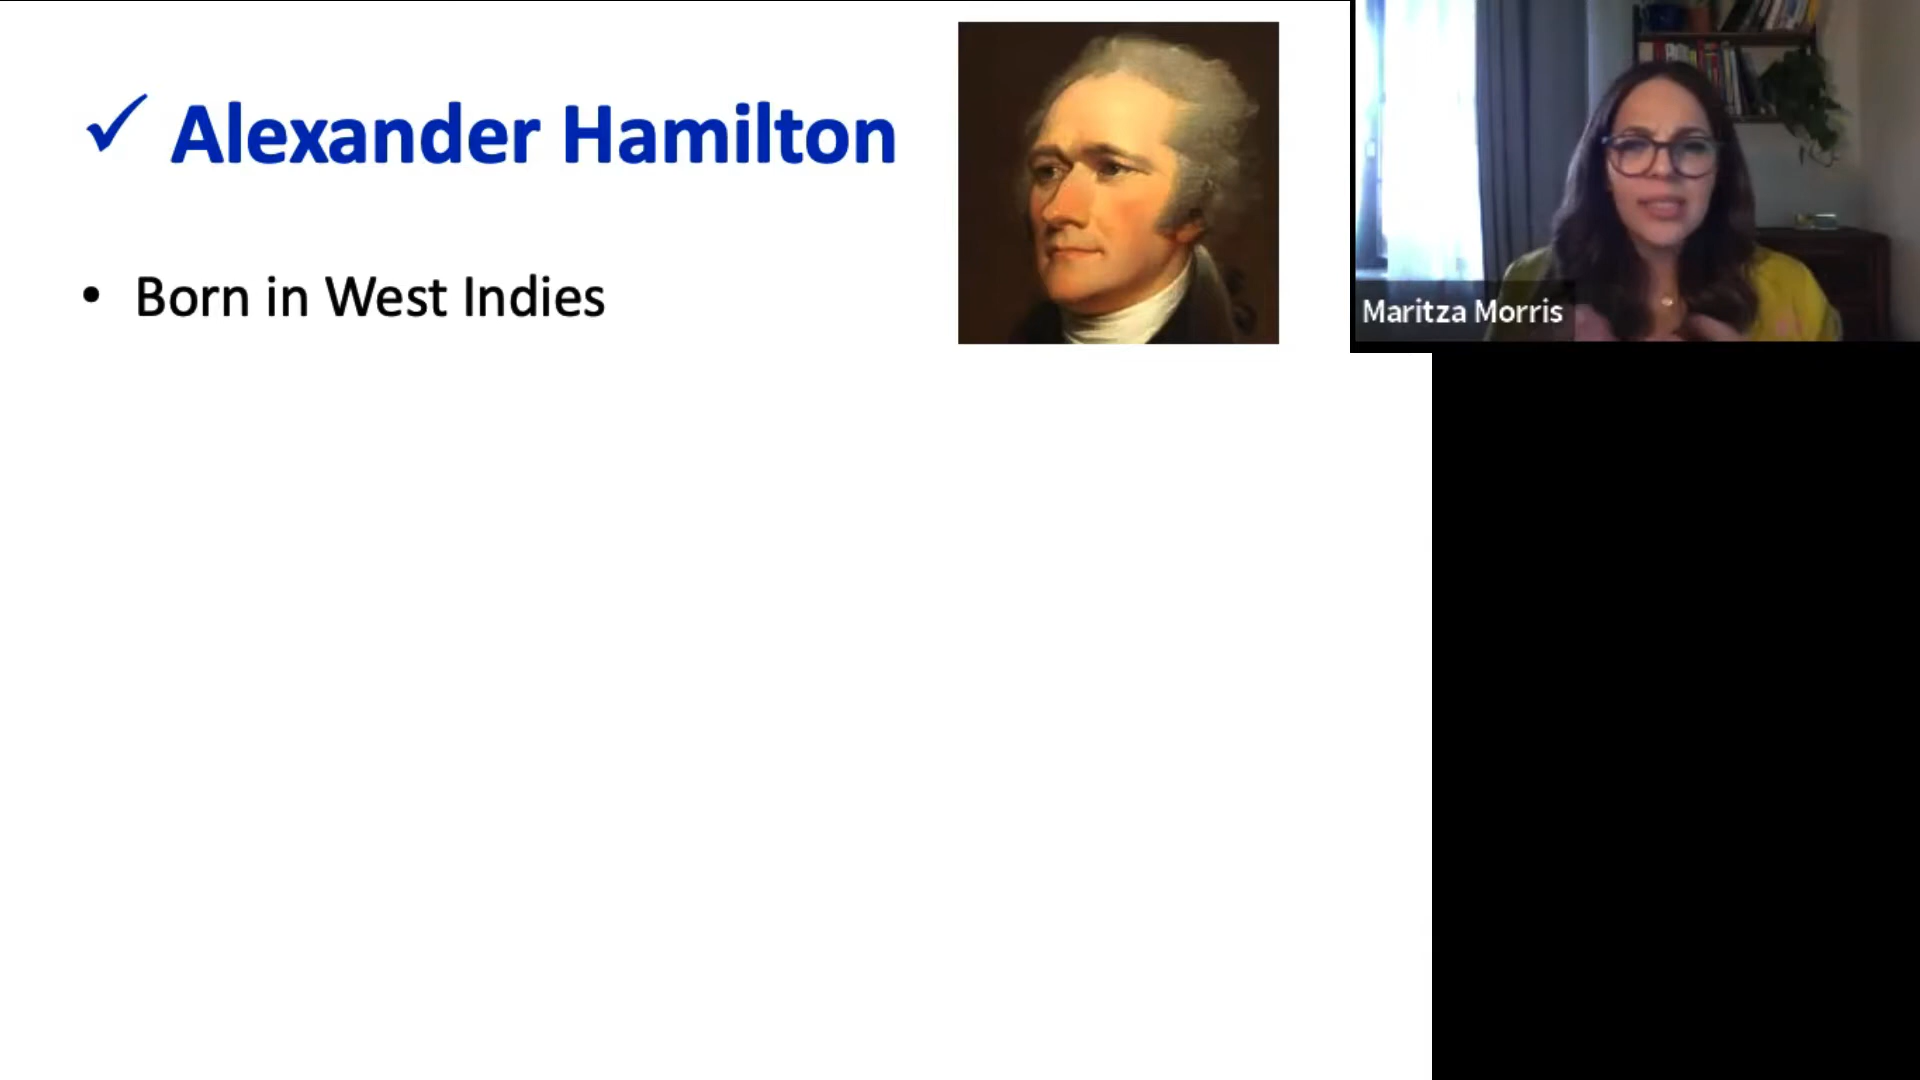 ✓ Alexander Hamilton
• Born in West Indies
Maritza Morris